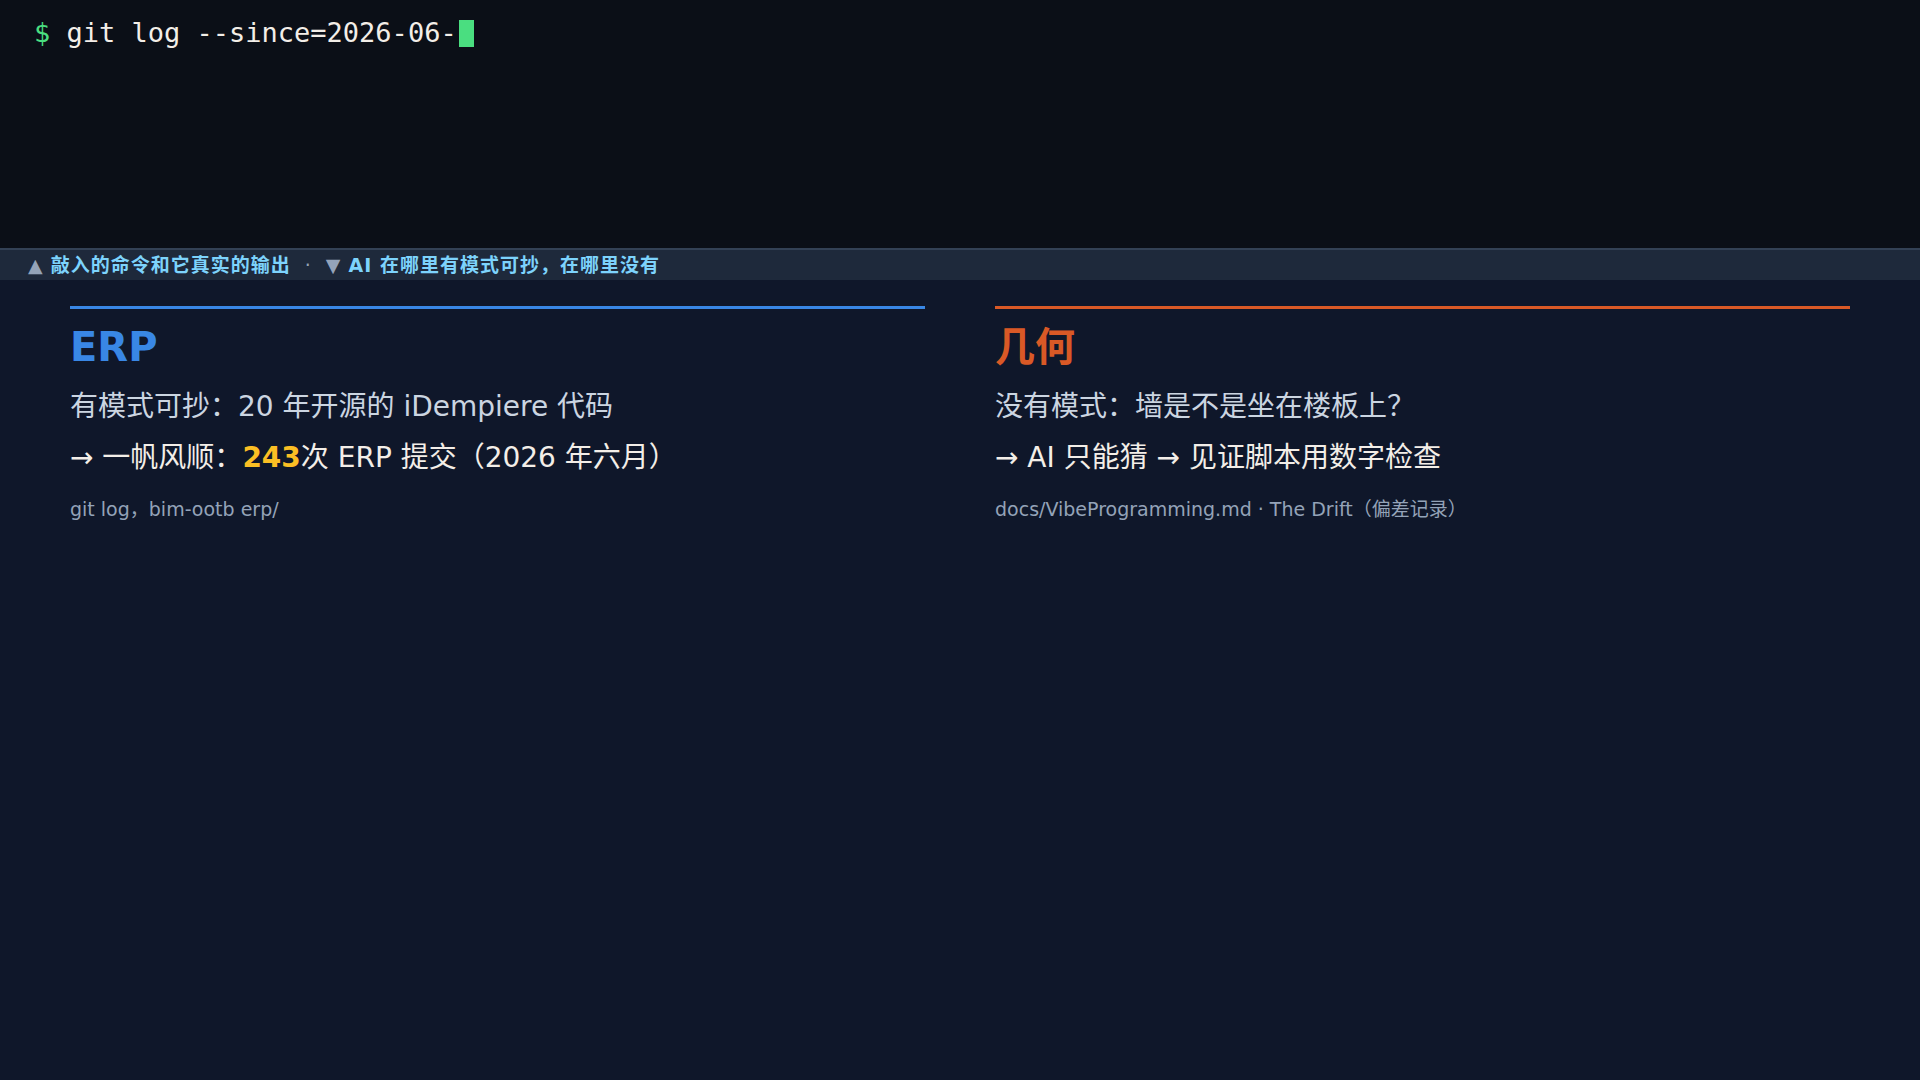 $ git log --since=2026-06-
▲ 敲入的命令和它真实的输出 · ▼ AI 在哪里有模式可抄，在哪里没有
ERP
有模式可抄：20 年开源的 iDempiere 代码
→ 一帆风顺：243次 ERP 提交（2026 年六月）
git log，bim-ootb erp/
几何
没有模式：墙是不是坐在楼板上？
→ AI 只能猜 → 见证脚本用数字检查
docs/VibeProgramming.md · The Drift（偏差记录）